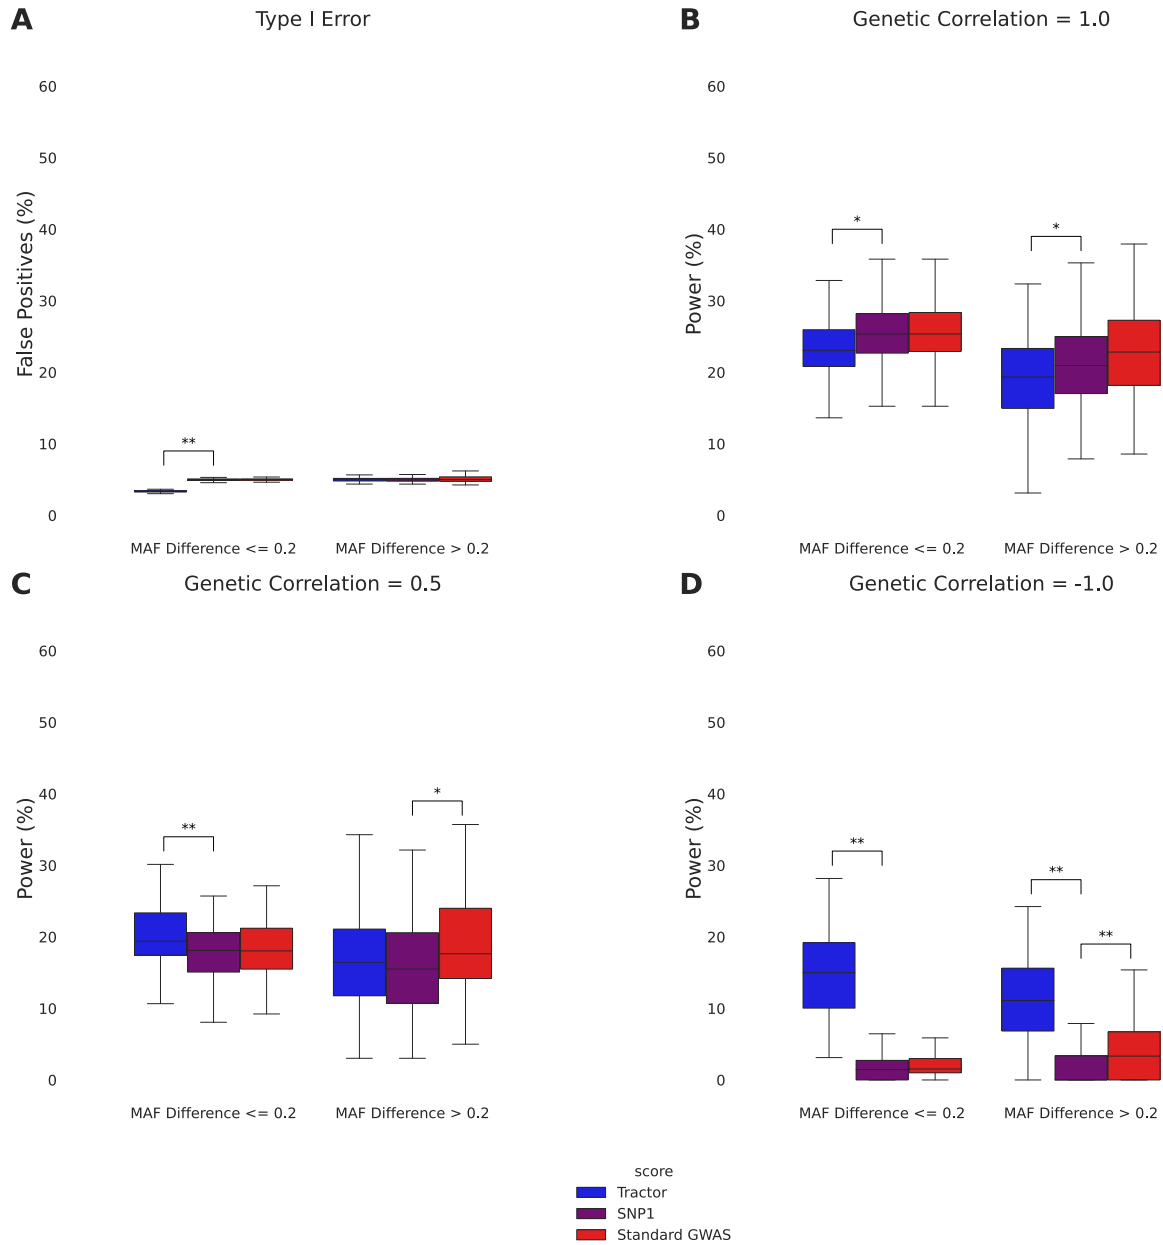 A
Type I Error
False Positives (%)
60
50
40
30
20
10
0
**
MAF Difference <= 0.2
MAF Difference > 0.2
B
Genetic Correlation = 1.0
Power (%)
60
50
40
30
20
10
0
*
*
MAF Difference <= 0.2
MAF Difference > 0.2
C
Genetic Correlation = 0.5
Power (%)
60
50
40
30
20
10
0
**
*
MAF Difference <= 0.2
MAF Difference > 0.2
D
Genetic Correlation = -1.0
Power (%)
60
50
40
30
20
10
0
**
**
**
MAF Difference <= 0.2
MAF Difference > 0.2
score
Tractor
SNP1
Standard GWAS